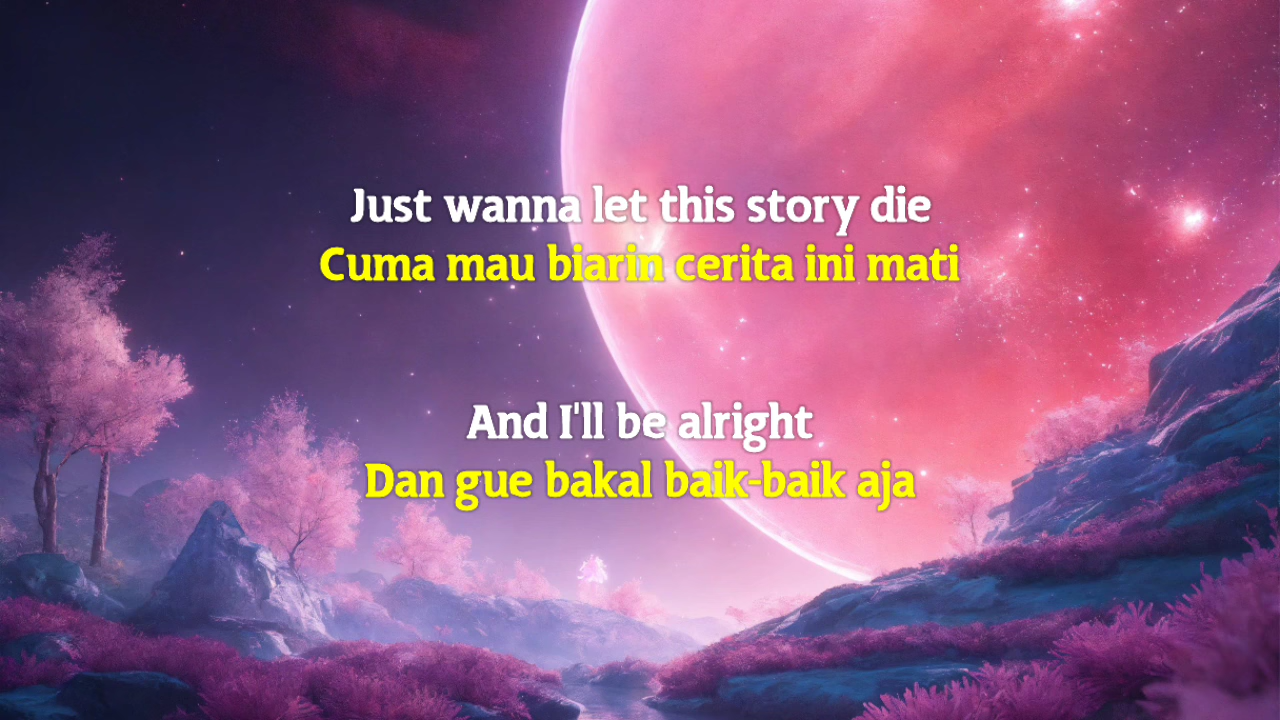 Just wanna let this story die
Cuma mau biarin cerita ini mati
And I'll be alright
Dan gue bakal baik-baik aja